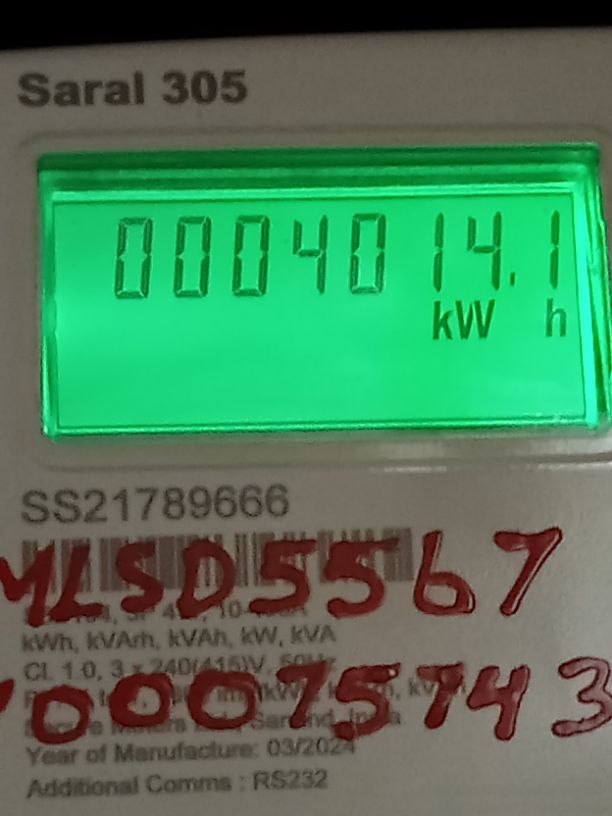 Saral 305
0004014.1
kW h
SS21789666
MLSD5567
kWh, kVArh, kVAh, kW, kVA
Cl. 1.0, 3 x 240(415)V, 50Hz
00075743
Year of Manufacture: 03/2024
Additional Comms : RS232